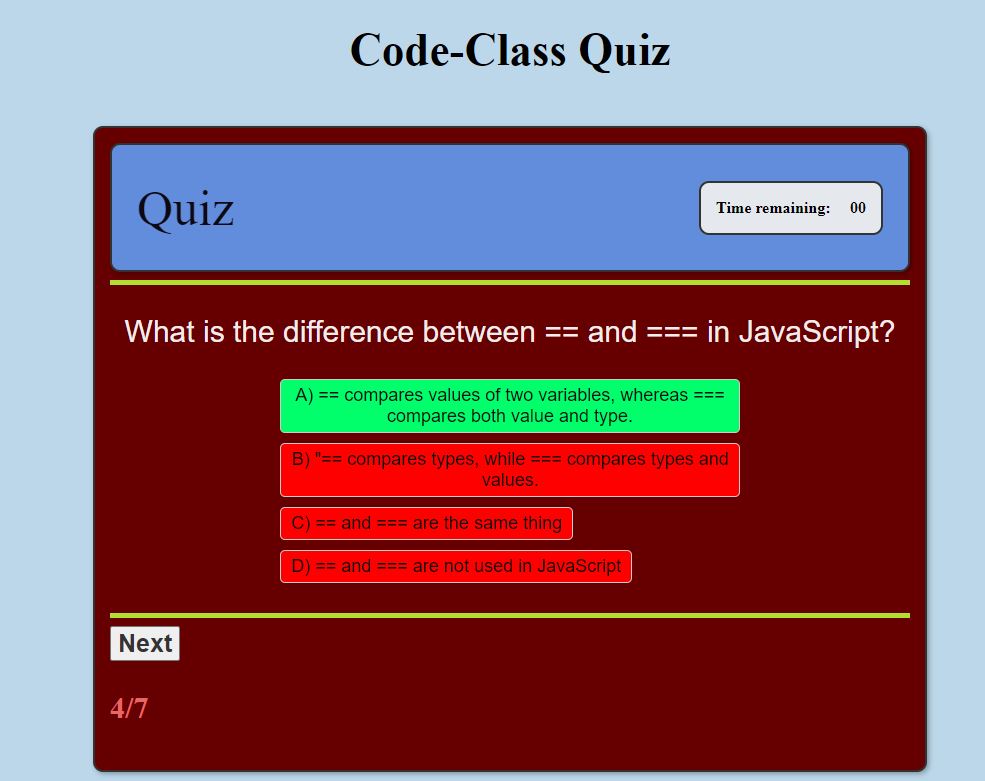 Code-Class Quiz
Quiz
Time remaining: 00
What is the difference between == and === in JavaScript?
A) == compares values of two variables, whereas ===
compares both value and type.
B) "== compares types, while === compares types and
values.
C) == and === are the same thing
D) == and === are not used in JavaScript
Next
4/7